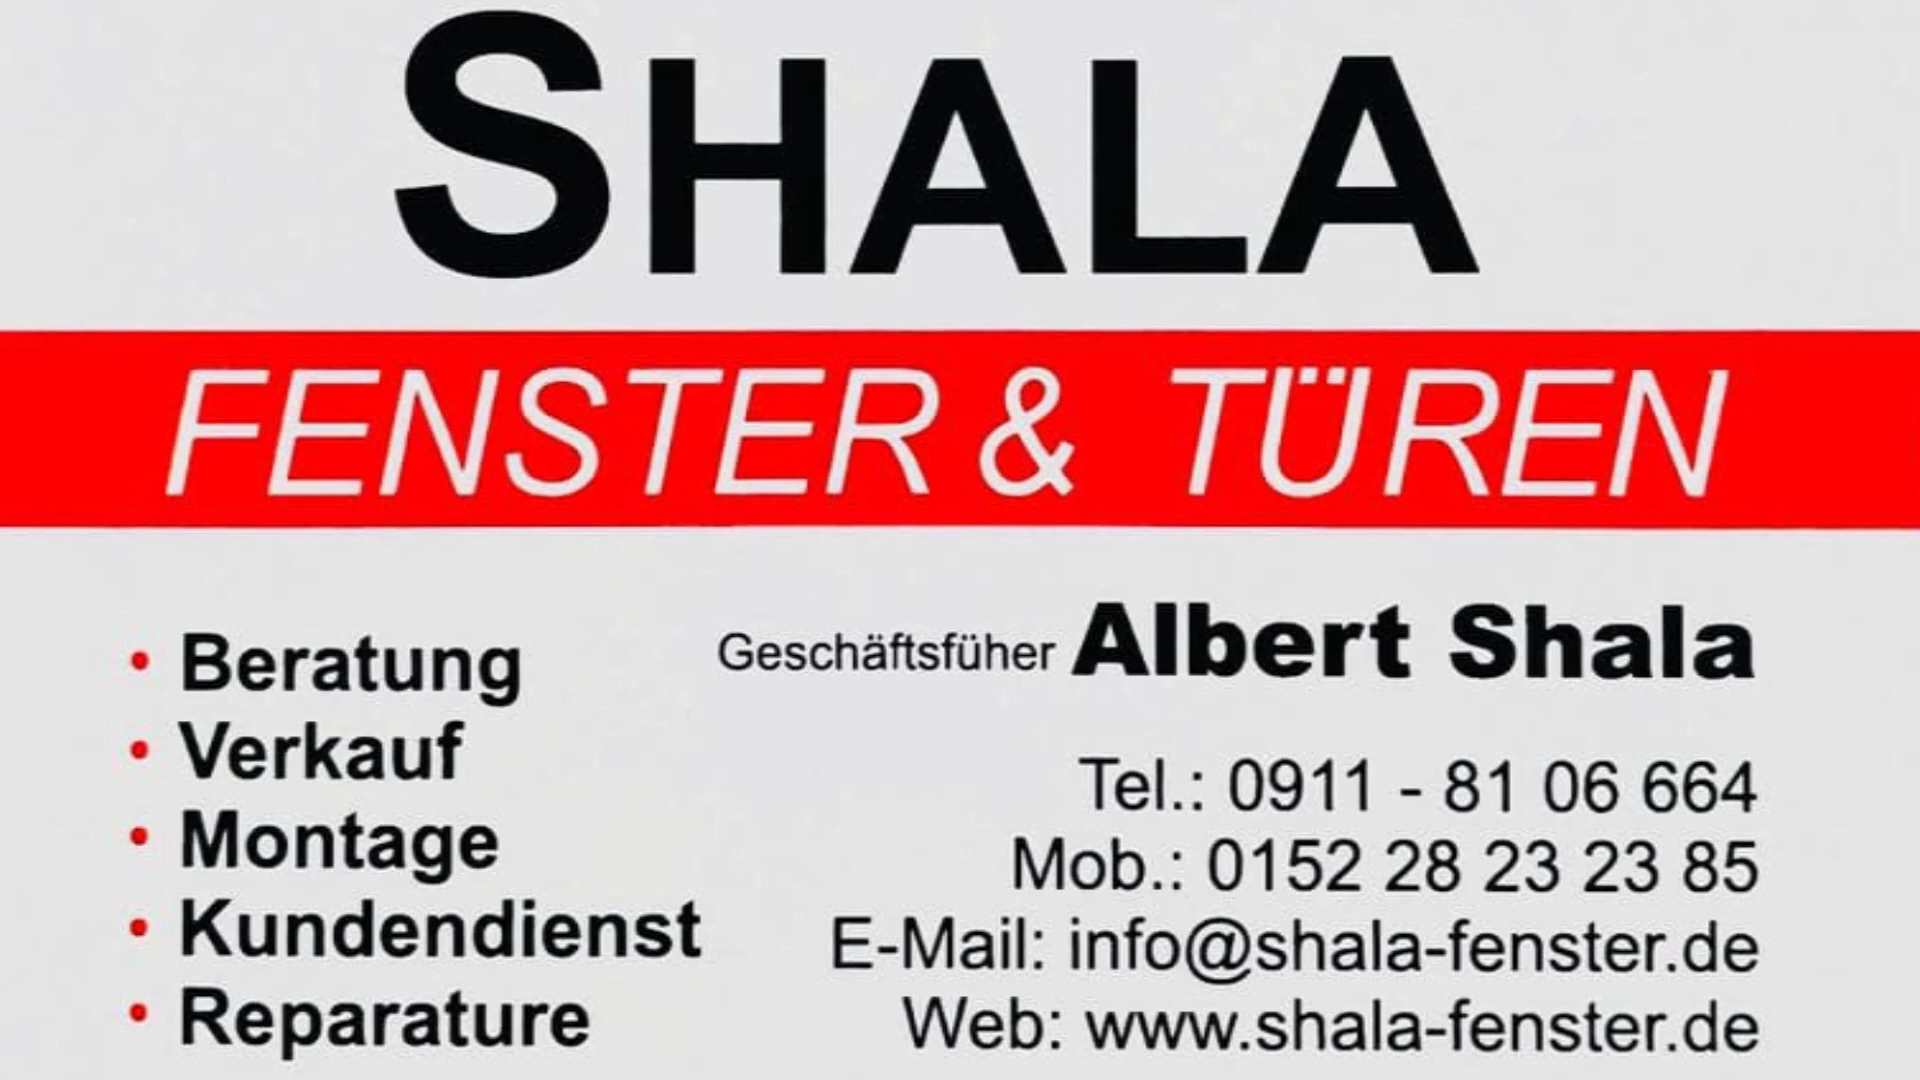 SHALA
FENSTER & TÜREN
• Beratung
• Verkauf
• Montage
• Kundendienst
• Reparature
Geschäftsfüher Albert Shala
Tel.: 0911 - 81 06 664
Mob.: 0152 28 23 23 85
E-Mail: info@shala-fenster.de
Web: www.shala-fenster.de